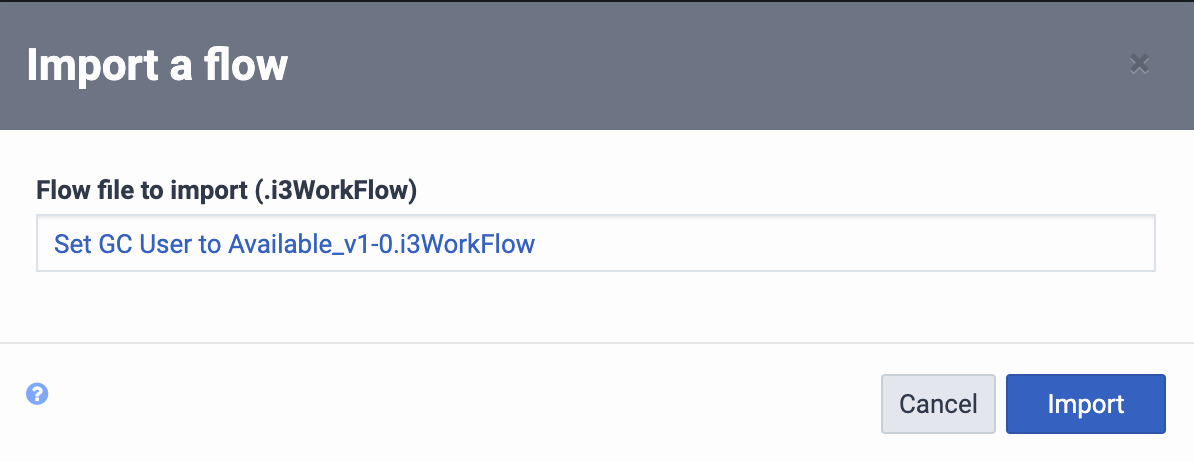 Import a flow
Flow file to import (.i3WorkFlow)
Set GC User to Available_v1-0.i3WorkFlow
?
Cancel
Import